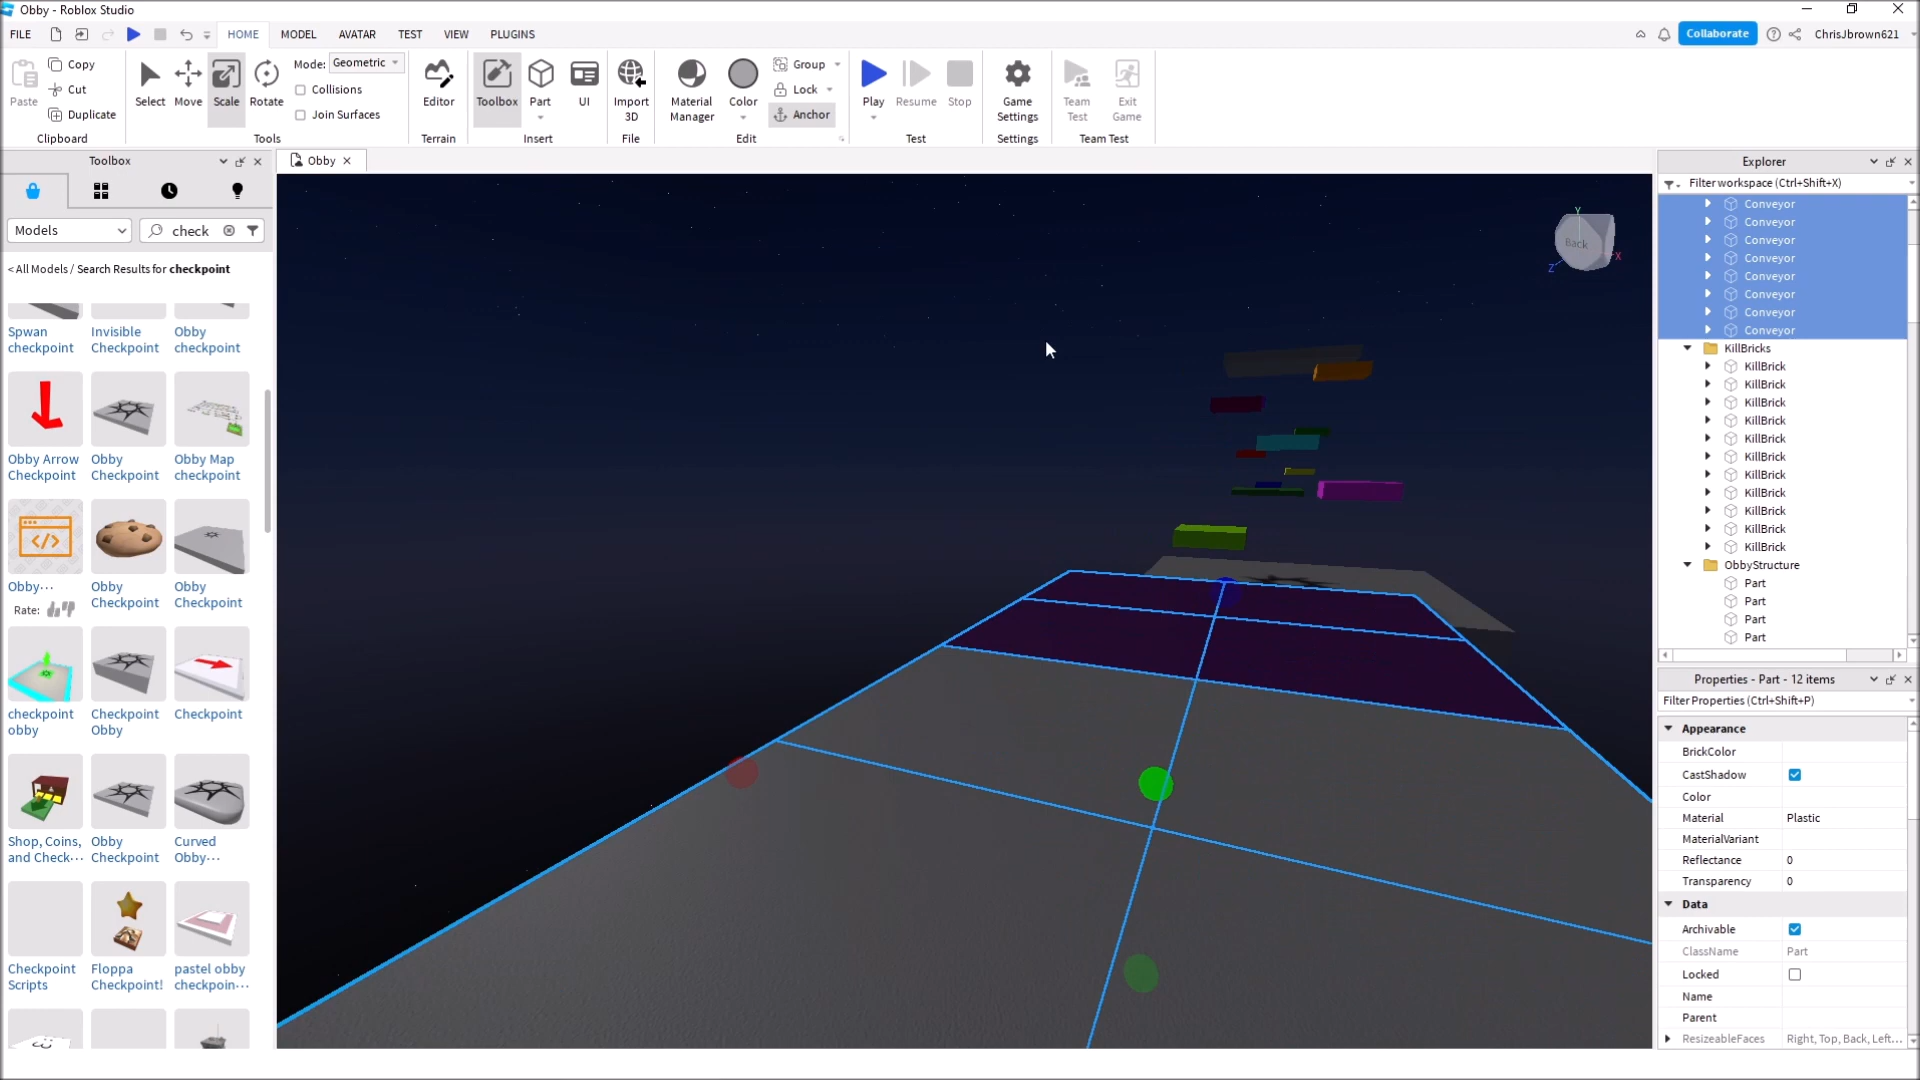 Obby - Roblox Studio
FILE
HOME
MODEL
AVATAR
TEST
VIEW
PLUGINS
Collaborate
ChrisJbrown621
Paste
Copy
Cut
Duplicate
Clipboard
Select
Move
Scale
Rotate
Mode: Geometric
Collisions
Join Surfaces
Tools
Editor
Terrain
Toolbox
Part
UI
Insert
Import
3D
File
Material
Manager
Color
Group
Lock
Anchor
Edit
Play
Resume
Stop
Test
Game
Settings
Settings
Team
Test
Exit
Game
Team Test
Toolbox
Models
check
< All Models / Search Results for checkpoint
Spwan
checkpoint
Invisible
Checkpoint
Obby
checkpoint
Obby Arrow
Checkpoint
Obby
Checkpoint
Obby Map
checkpoint
Obby···
Rate:
Obby
Checkpoint
Obby
Checkpoint
checkpoint
obby
Checkpoint
Obby
Checkpoint
Shop, Coins,
and Check···
Obby
Checkpoint
Curved
Obby···
Checkpoint
Scripts
Floppa
Checkpoint!
pastel obby
checkpoin···
Obby
Y
Back
X
Z
Explorer
Filter workspace (Ctrl+Shift+X)
Conveyor
Conveyor
Conveyor
Conveyor
Conveyor
Conveyor
Conveyor
Conveyor
KillBricks
KillBrick
KillBrick
KillBrick
KillBrick
KillBrick
KillBrick
KillBrick
KillBrick
KillBrick
KillBrick
KillBrick
ObbyStructure
Part
Part
Part
Part
Properties - Part - 12 items
Filter Properties (Ctrl+Shift+P)
Appearance
BrickColor
CastShadow
Color
Material Plastic
MaterialVariant
Reflectance 0
Transparency 0
Data
Archivable
ClassName Part
Locked
Name
Parent
ResizeableFaces Right, Top, Back, Left...